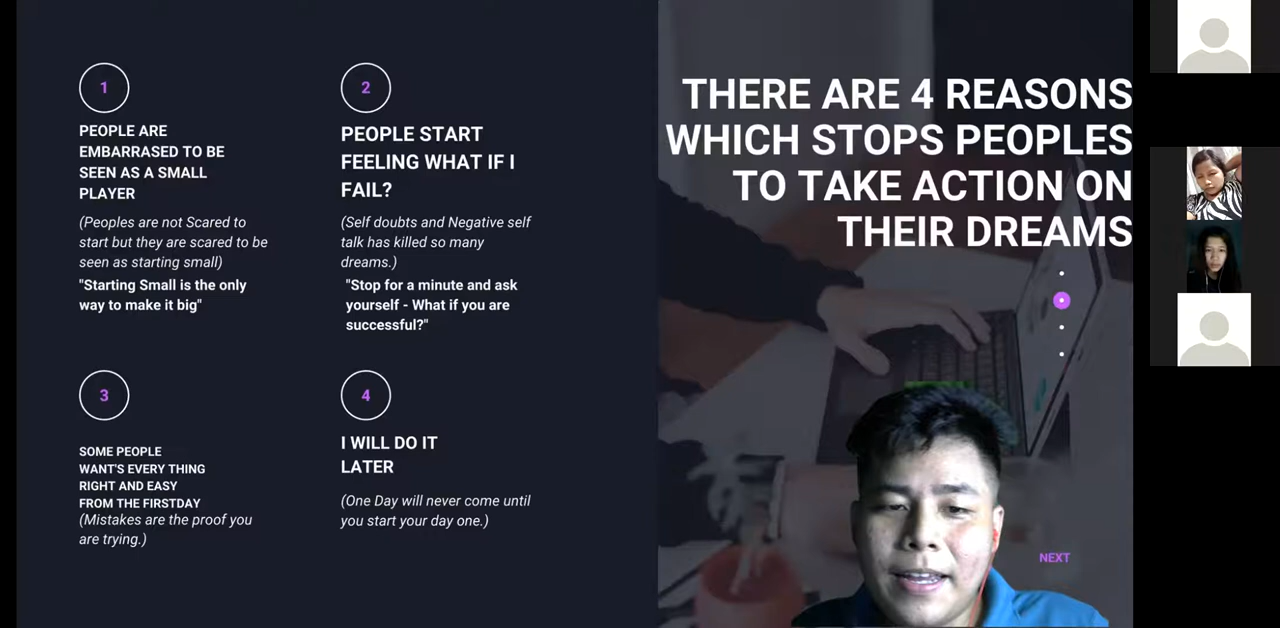 THERE ARE 4 REASONS
WHICH STOPS PEOPLES
TO TAKE ACTION ON
THEIR DREAMS
1
PEOPLE ARE
EMBARRASED TO BE
SEEN AS A SMALL
PLAYER
(Peoples are not Scared to
start but they are scared to be
seen as starting small)
"Starting Small is the only
way to make it big"
2
PEOPLE START
FEELING WHAT IF I
FAIL?
(Self doubts and Negative self
talk has killed so many
dreams.)
"Stop for a minute and ask
yourself - What if you are
successful?"
3
SOME PEOPLE
WANT'S EVERY THING
RIGHT AND EASY
FROM THE FIRSTDAY
(Mistakes are the proof you
are trying.)
4
I WILL DO IT
LATER
(One Day will never come until
you start your day one.)
NEXT